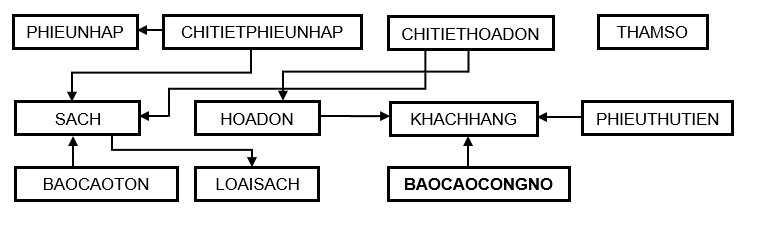 PHIEUNHAP
CHITIETPHIEUNHAP
CHITIETHOADON
THAMSO
SACH
HOADON
KHACHHANG
PHIEUTHUTIEN
BAOCAOTON
LOAISACH
BAOCAOCONGNO